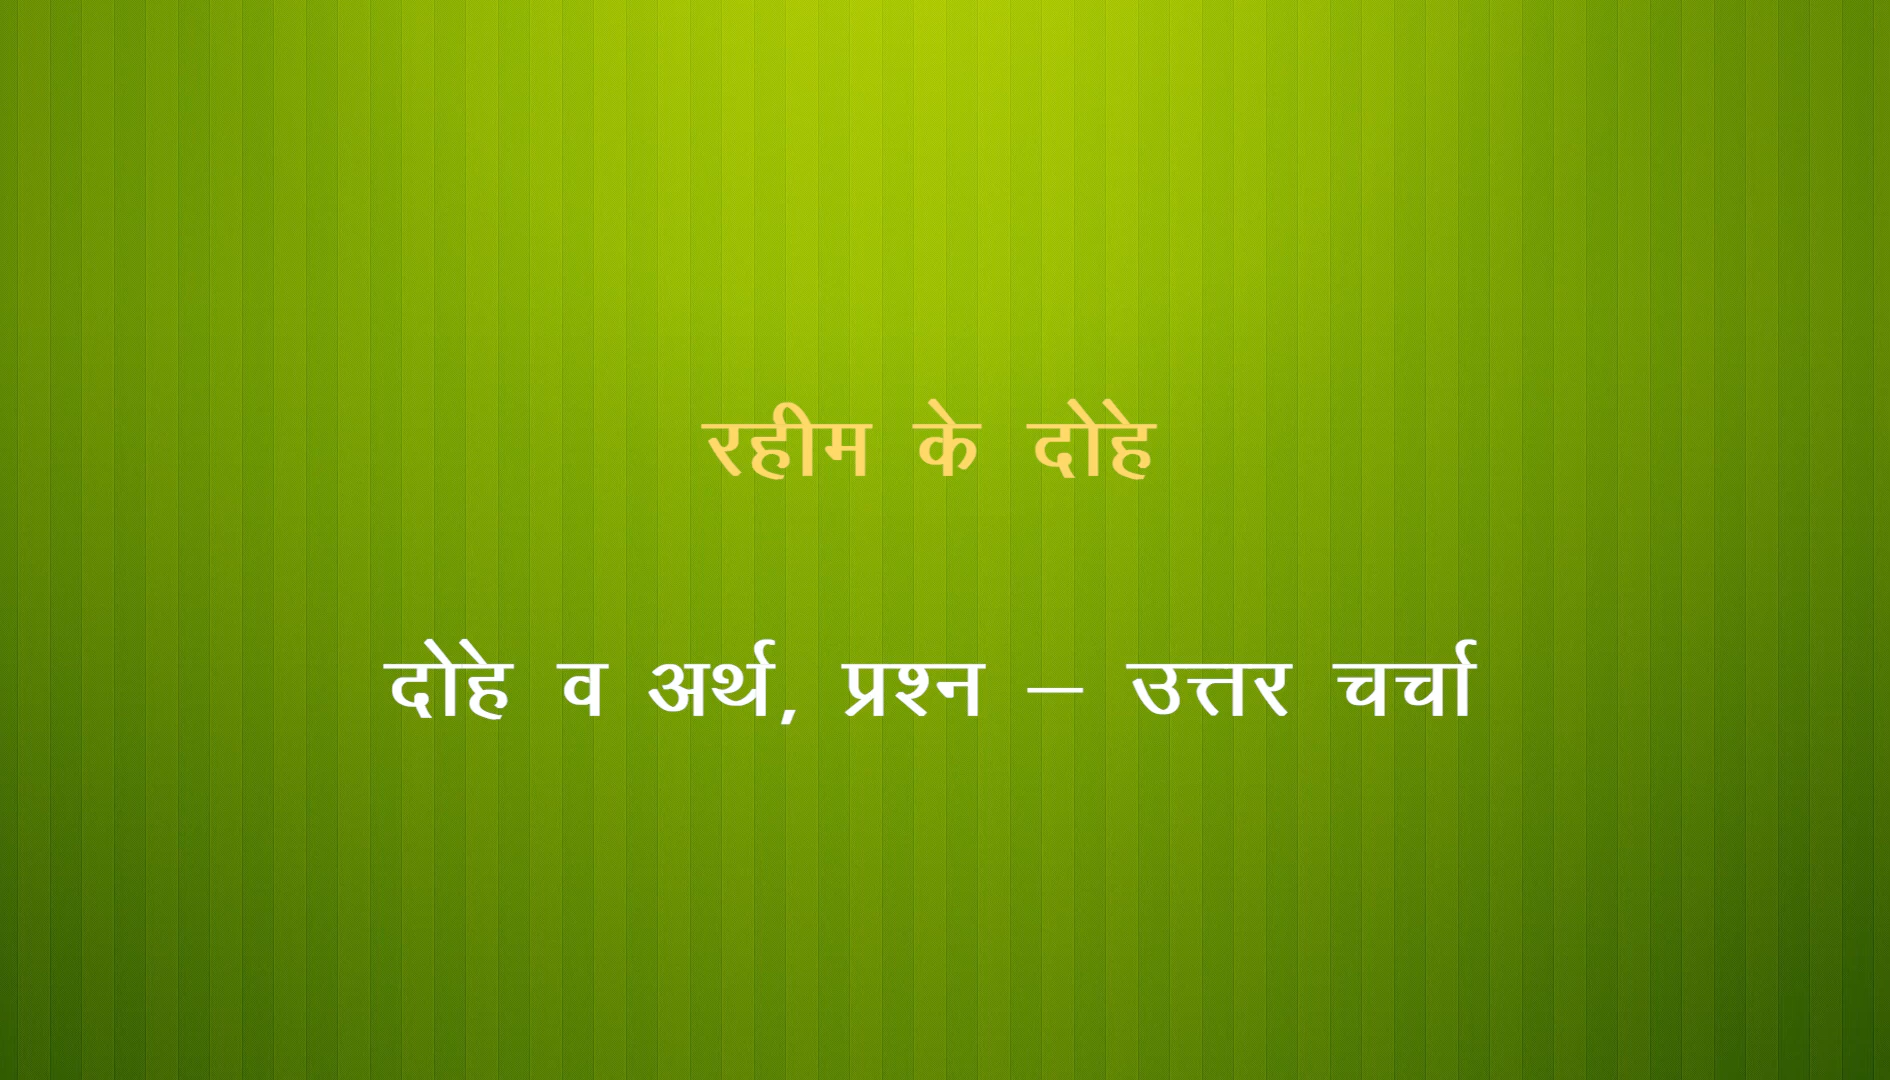 रहीम के दोहे
दोहे व अर्थ, प्रश्न – उत्तर चर्चा